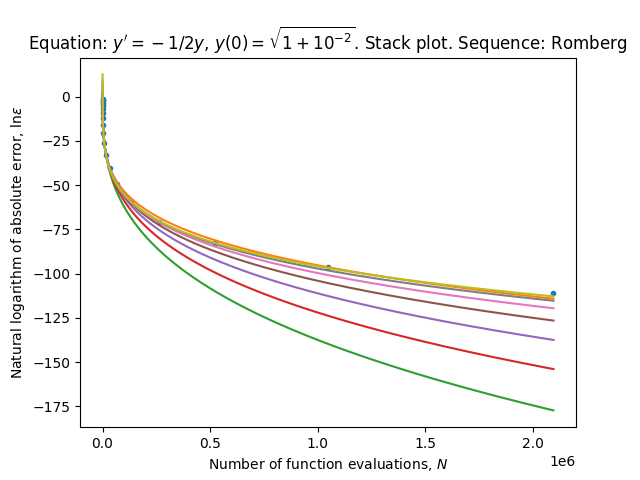 Equation: y′ = −1/2y, y(0) = √(1 + 10⁻²). Stack plot. Sequence: Romberg
Natural logarithm of absolute error, lnε
0
−25
−50
−75
−100
−125
−150
−175
0.0 0.5 1.0 1.5 2.0
1e6
Number of function evaluations, N